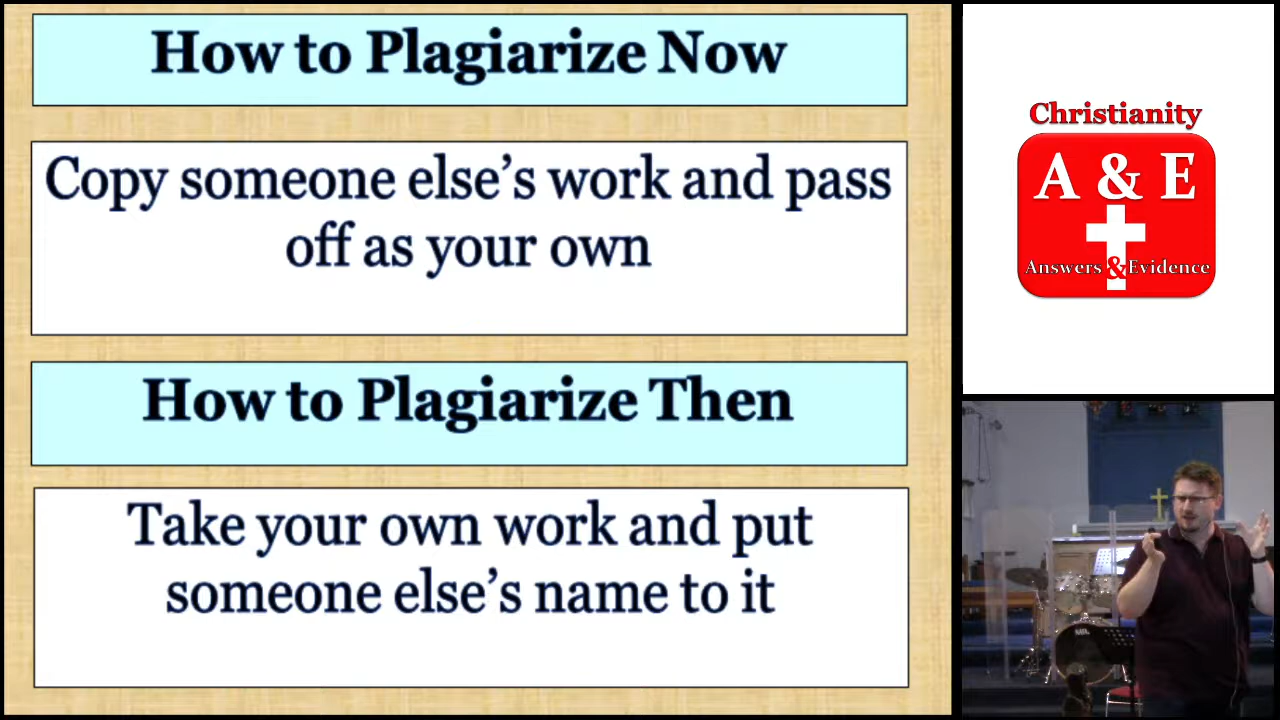 How to Plagiarize Now
Copy someone else's work and pass
off as your own
How to Plagiarize Then
Take your own work and put
someone else's name to it
Christianity
A & E
Answers & Evidence